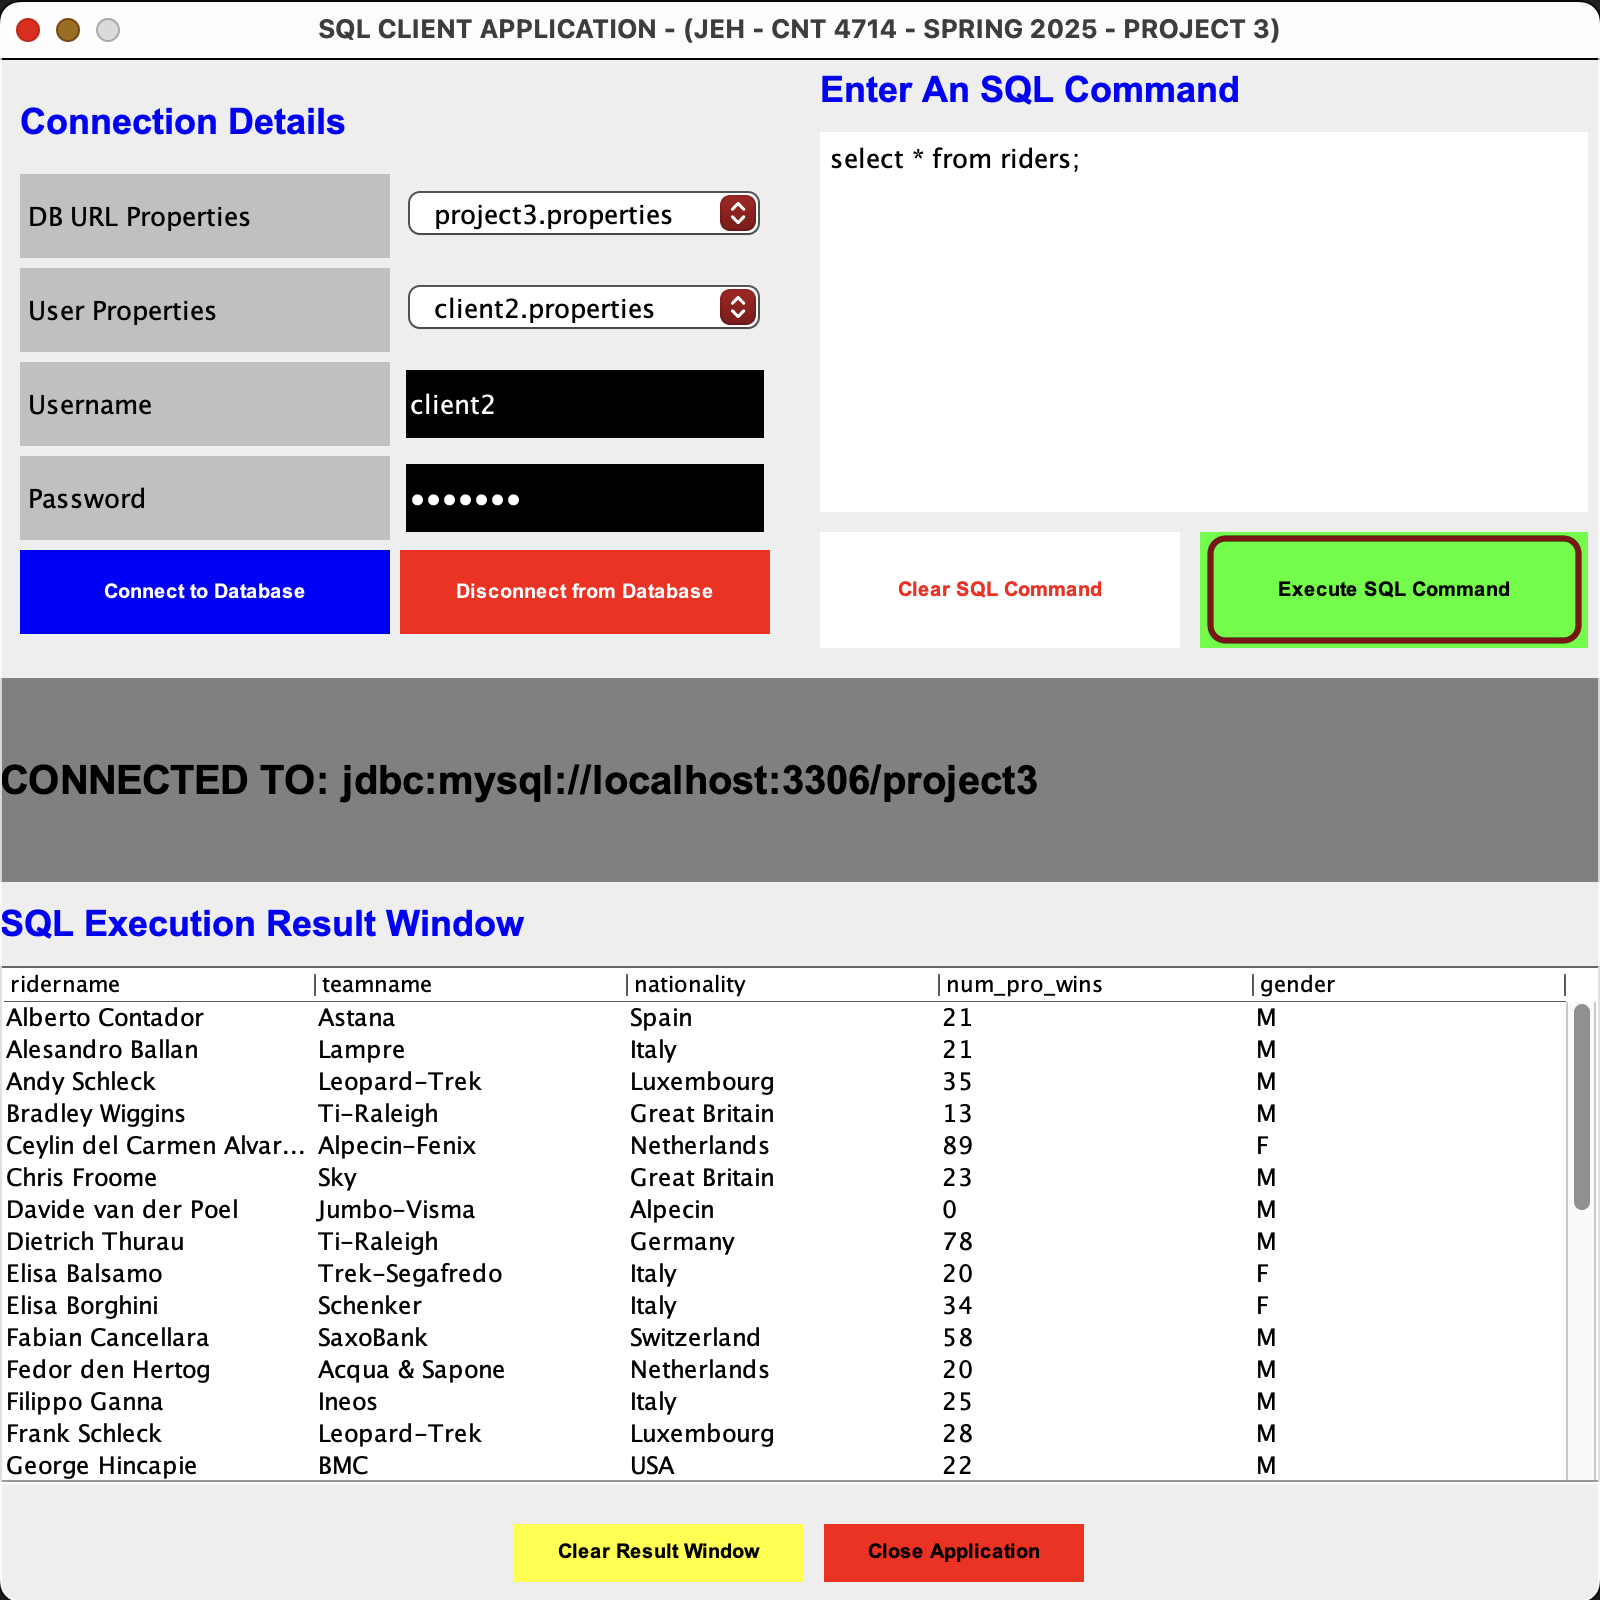 SQL CLIENT APPLICATION - (JEH - CNT 4714 - SPRING 2025 - PROJECT 3)
Connection Details
DB URL Properties project3.properties
User Properties client2.properties
Username client2
Password •••••••
Connect to Database Disconnect from Database
Enter An SQL Command
select * from riders;
Clear SQL Command Execute SQL Command
CONNECTED TO: jdbc:mysql://localhost:3306/project3
SQL Execution Result Window
ridername teamname nationality num_pro_wins gender
Alberto Contador Astana Spain 21 M
Alesandro Ballan Lampre Italy 21 M
Andy Schleck Leopard-Trek Luxembourg 35 M
Bradley Wiggins Ti-Raleigh Great Britain 13 M
Ceylin del Carmen Alvar... Alpecin-Fenix Netherlands 89 F
Chris Froome Sky Great Britain 23 M
Davide van der Poel Jumbo-Visma Alpecin 0 M
Dietrich Thurau Ti-Raleigh Germany 78 M
Elisa Balsamo Trek-Segafredo Italy 20 F
Elisa Borghini Schenker Italy 34 F
Fabian Cancellara SaxoBank Switzerland 58 M
Fedor den Hertog Acqua & Sapone Netherlands 20 M
Filippo Ganna Ineos Italy 25 M
Frank Schleck Leopard-Trek Luxembourg 28 M
George Hincapie BMC USA 22 M
Clear Result Window Close Application